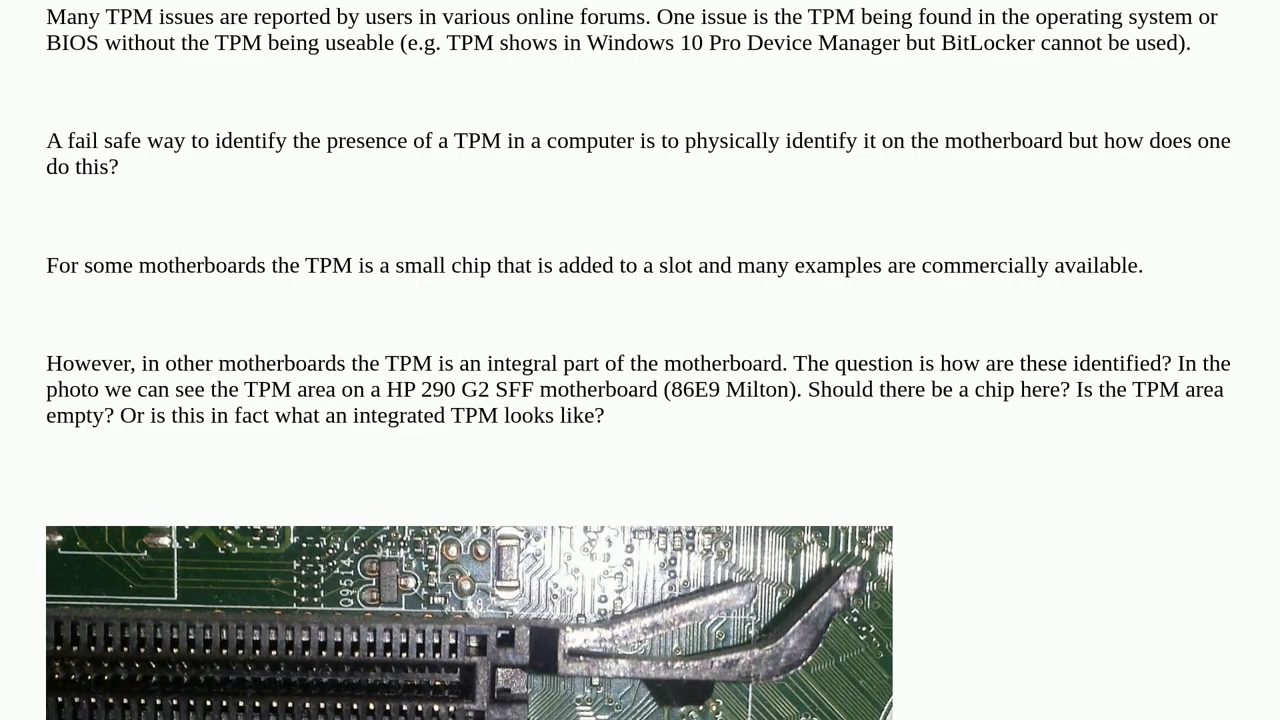 Many TPM issues are reported by users in various online forums. One issue is the TPM being found in the operating system or
BIOS without the TPM being useable (e.g. TPM shows in Windows 10 Pro Device Manager but BitLocker cannot be used).
A fail safe way to identify the presence of a TPM in a computer is to physically identify it on the motherboard but how does one
do this?
For some motherboards the TPM is a small chip that is added to a slot and many examples are commercially available.
However, in other motherboards the TPM is an integral part of the motherboard. The question is how are these identified? In the
photo we can see the TPM area on a HP 290 G2 SFF motherboard (86E9 Milton). Should there be a chip here? Is the TPM area
empty? Or is this in fact what an integrated TPM looks like?
Q9514